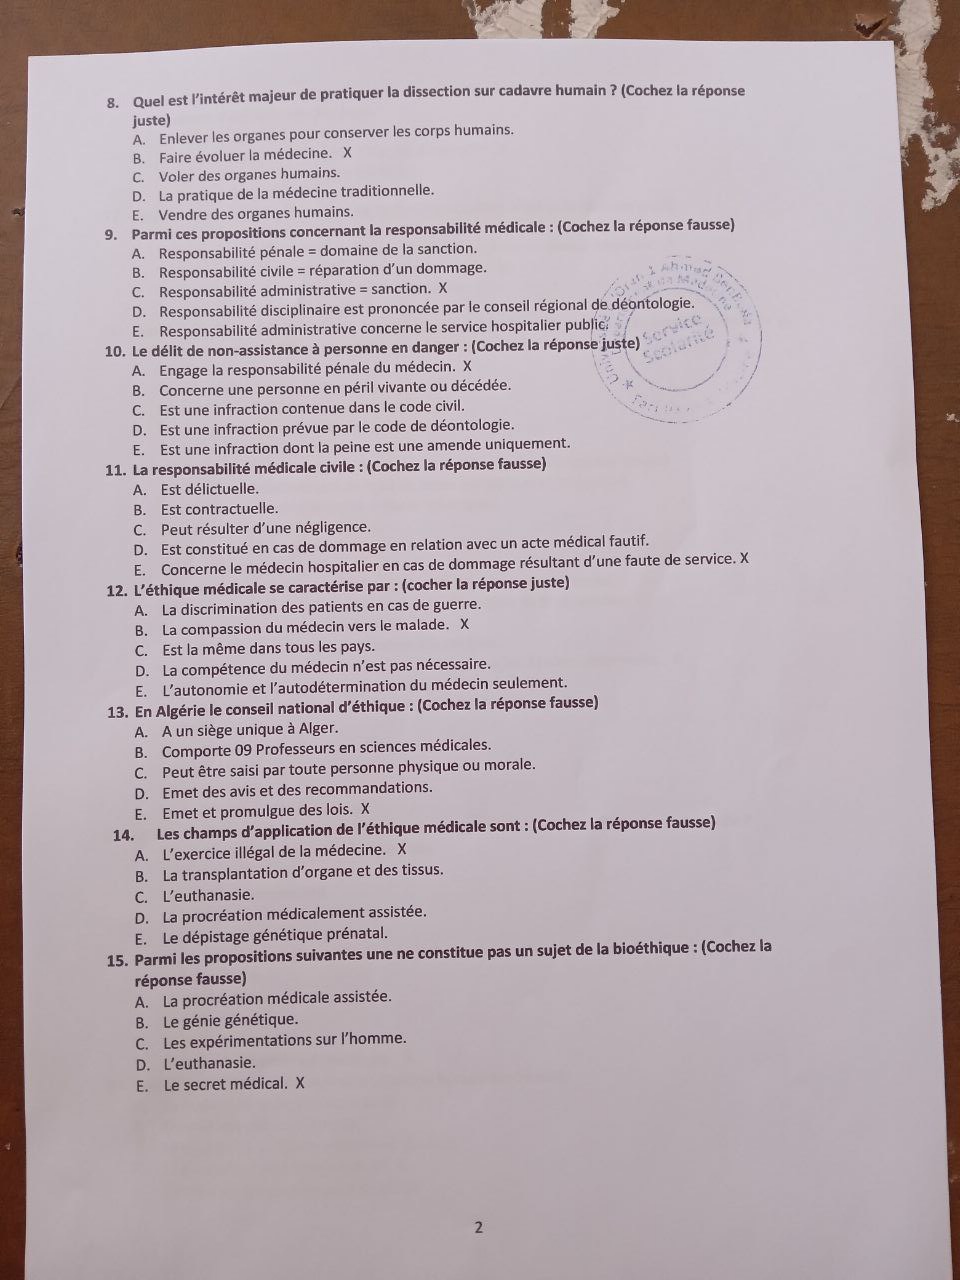 8. Quel est l'intérêt majeur de pratiquer la dissection sur cadavre humain ? (Cochez la réponse
juste)
A. Enlever les organes pour conserver les corps humains.
B. Faire évoluer la médecine. X
C. Voler des organes humains.
D. La pratique de la médecine traditionnelle.
E. Vendre des organes humains.
9. Parmi ces propositions concernant la responsabilité médicale : (Cochez la réponse fausse)
A. Responsabilité pénale = domaine de la sanction.
B. Responsabilité civile = réparation d'un dommage.
C. Responsabilité administrative = sanction. X
D. Responsabilité disciplinaire est prononcée par le conseil régional de déontologie.
E. Responsabilité administrative concerne le service hospitalier public.
Service
Scolarité
10. Le délit de non-assistance à personne en danger : (Cochez la réponse juste)
A. Engage la responsabilité pénale du médecin. X
B. Concerne une personne en péril vivante ou décédée.
C. Est une infraction contenue dans le code civil.
D. Est une infraction prévue par le code de déontologie.
E. Est une infraction dont la peine est une amende uniquement.
11. La responsabilité médicale civile : (Cochez la réponse fausse)
A. Est délictuelle.
B. Est contractuelle.
C. Peut résulter d'une négligence.
D. Est constitué en cas de dommage en relation avec un acte médical fautif.
E. Concerne le médecin hospitalier en cas de dommage résultant d'une faute de service. X
12. L'éthique médicale se caractérise par : (cocher la réponse juste)
A. La discrimination des patients en cas de guerre.
B. La compassion du médecin vers le malade. X
C. Est la même dans tous les pays.
D. La compétence du médecin n'est pas nécessaire.
E. L'autonomie et l'autodétermination du médecin seulement.
13. En Algérie le conseil national d'éthique : (Cochez la réponse fausse)
A. A un siège unique à Alger.
B. Comporte 09 Professeurs en sciences médicales.
C. Peut être saisi par toute personne physique ou morale.
D. Emet des avis et des recommandations.
E. Emet et promulgue des lois. X
14. Les champs d'application de l'éthique médicale sont : (Cochez la réponse fausse)
A. L'exercice illégal de la médecine. X
B. La transplantation d'organe et des tissus.
C. L'euthanasie.
D. La procréation médicalement assistée.
E. Le dépistage génétique prénatal.
15. Parmi les propositions suivantes une ne constitue pas un sujet de la bioéthique : (Cochez la
réponse fausse)
A. La procréation médicale assistée.
B. Le génie génétique.
C. Les expérimentations sur l'homme.
D. L'euthanasie.
E. Le secret médical. X
2